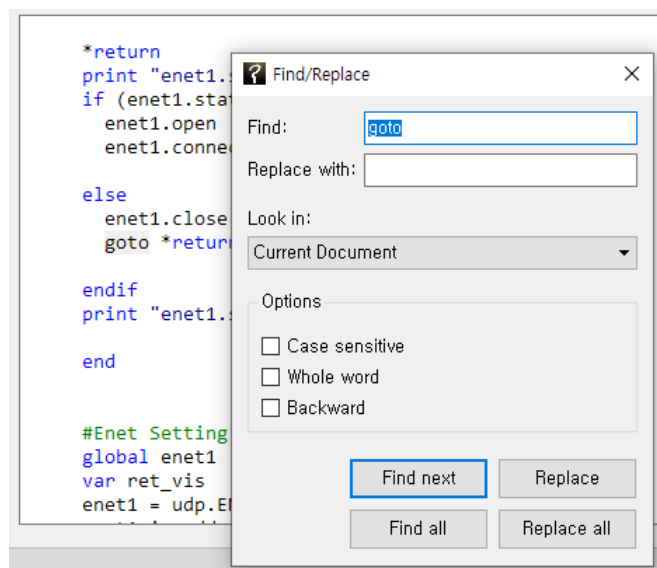 *return
print "enet1.
if (enet1.stat
enet1.open
enet1.connec
else
enet1.close
goto *return
endif
print "enet1.
end
#Enet Setting
global enet1
var ret_vis
enet1 = udp.
Find/Replace
Find:
goto
Replace with:
Look in:
Current Document
Options
Case sensitive
Whole word
Backward
Find next
Replace
Find all
Replace all